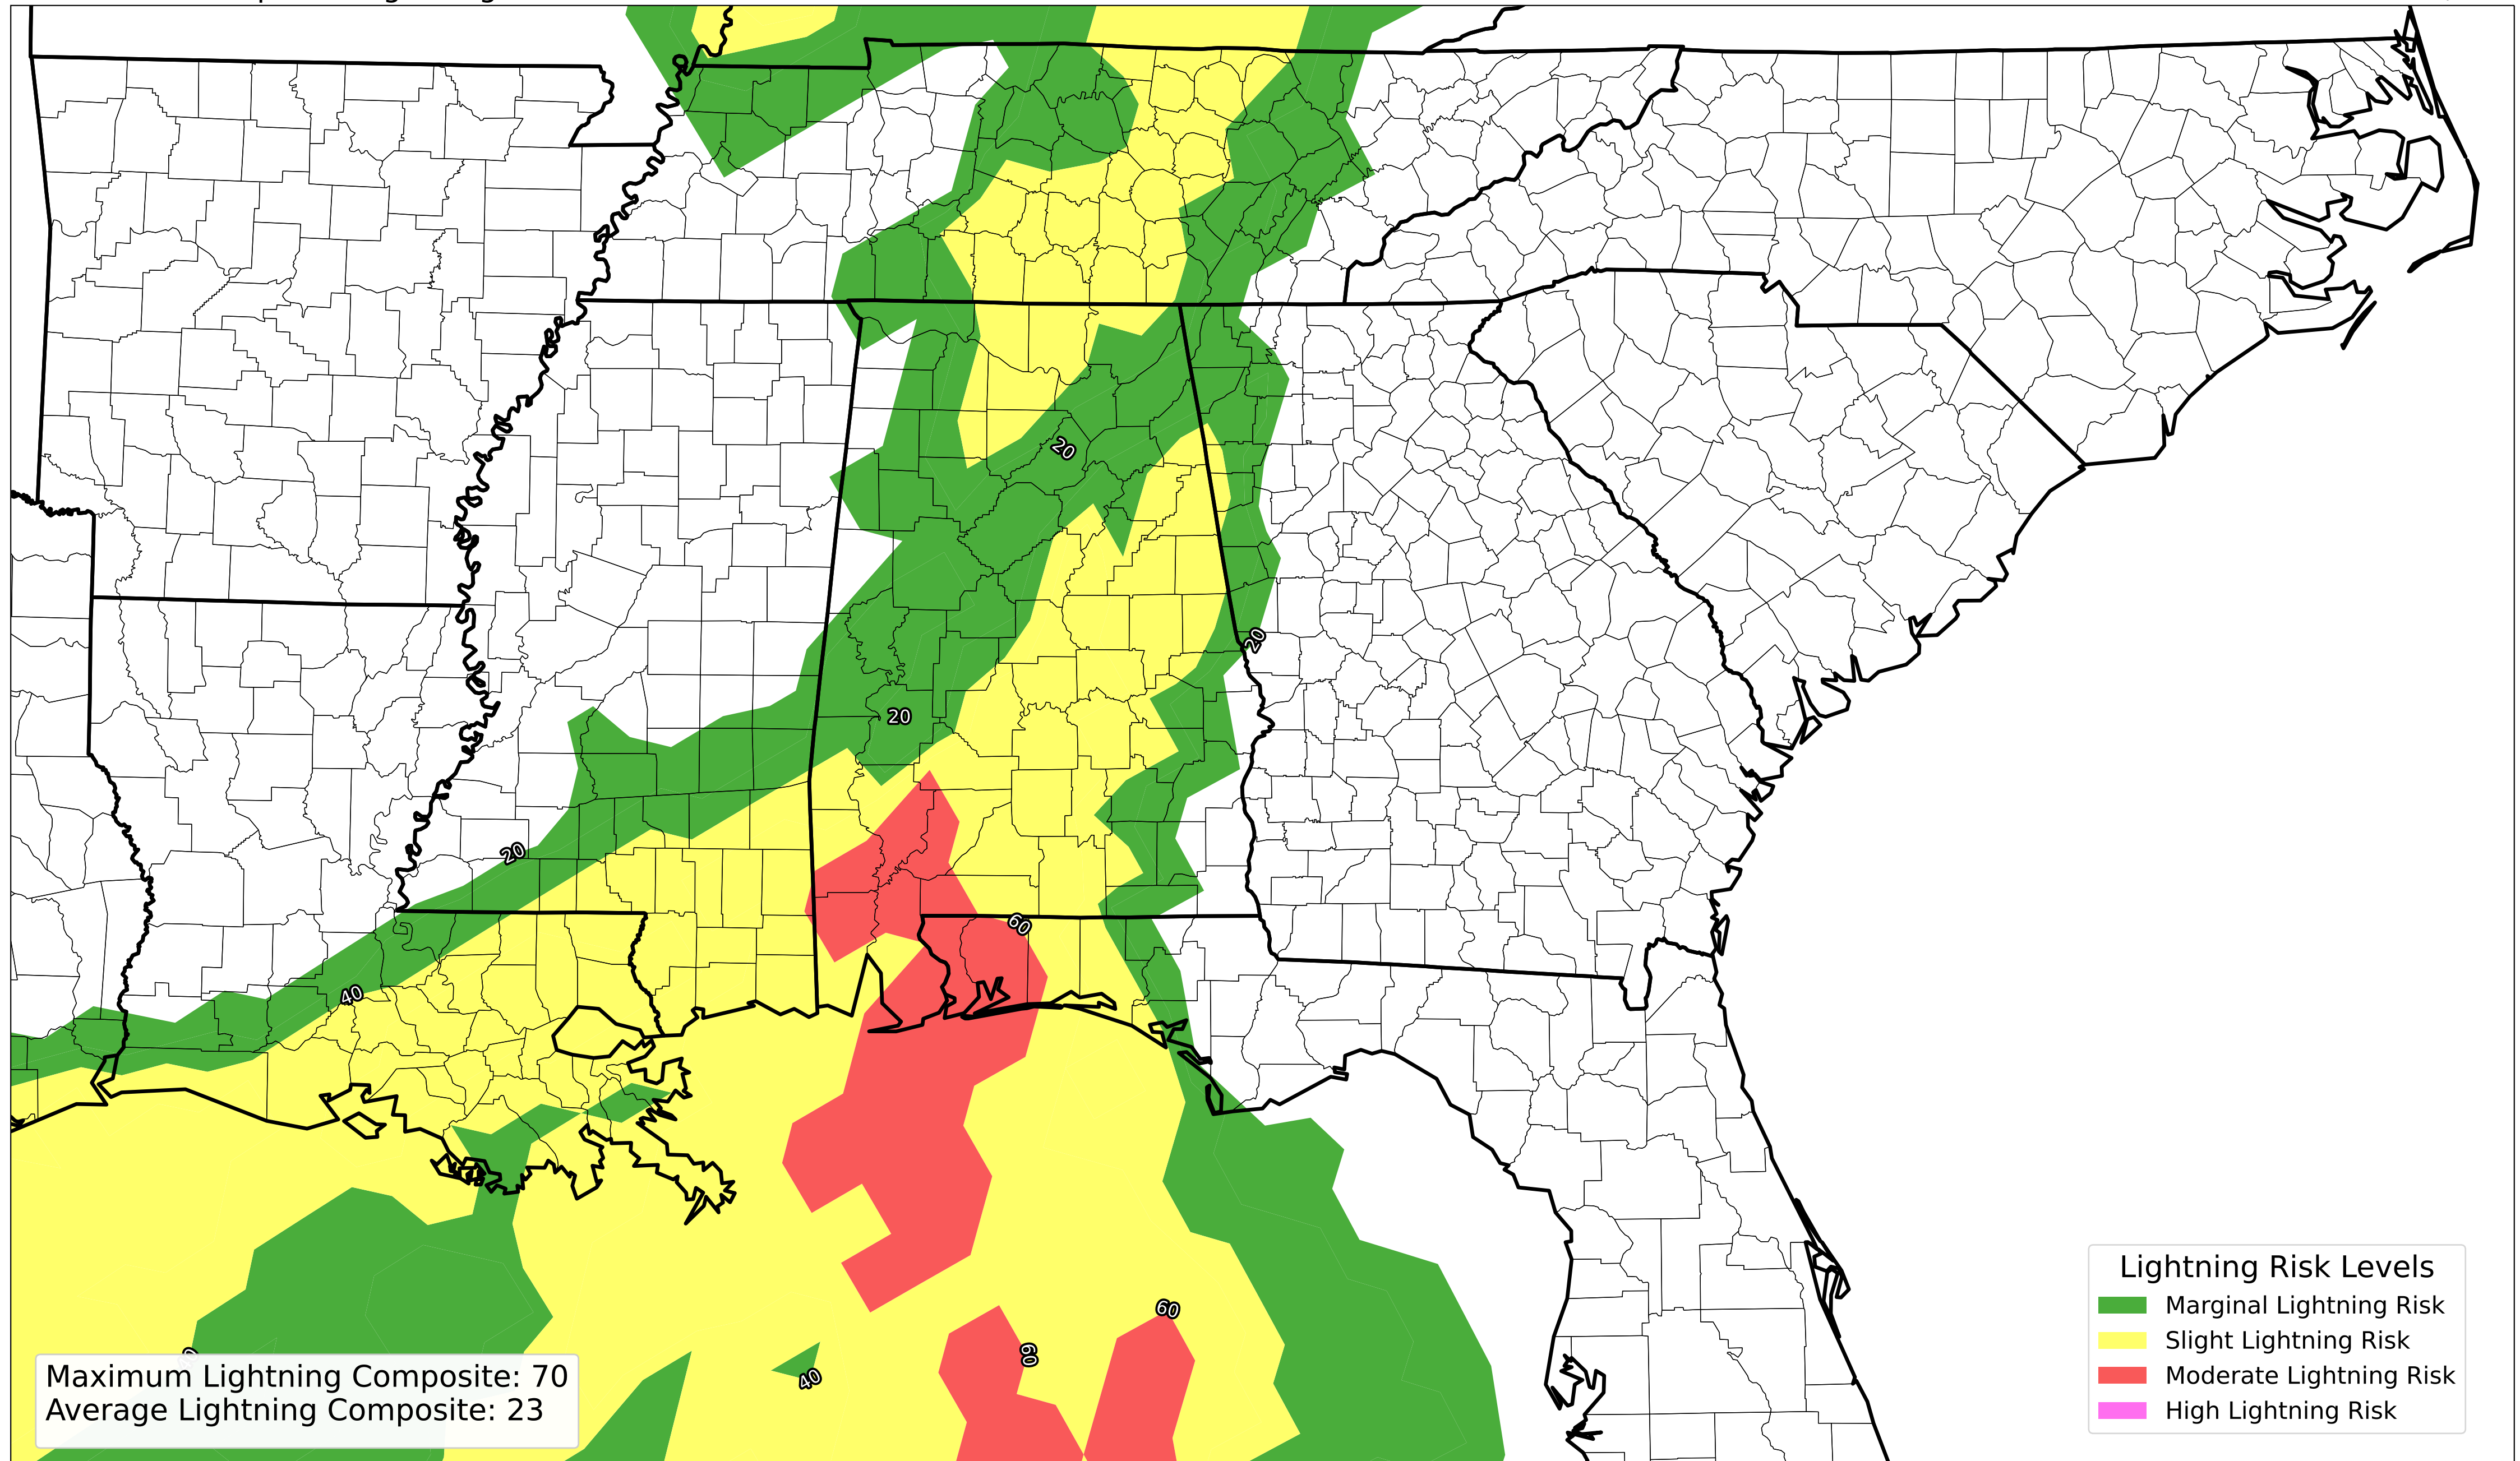 20
20
20
20
60
40
60
60
40
Maximum Lightning Composite: 70
Average Lightning Composite: 23
Lightning Risk Levels
Marginal Lightning Risk
Slight Lightning Risk
Moderate Lightning Risk
High Lightning Risk